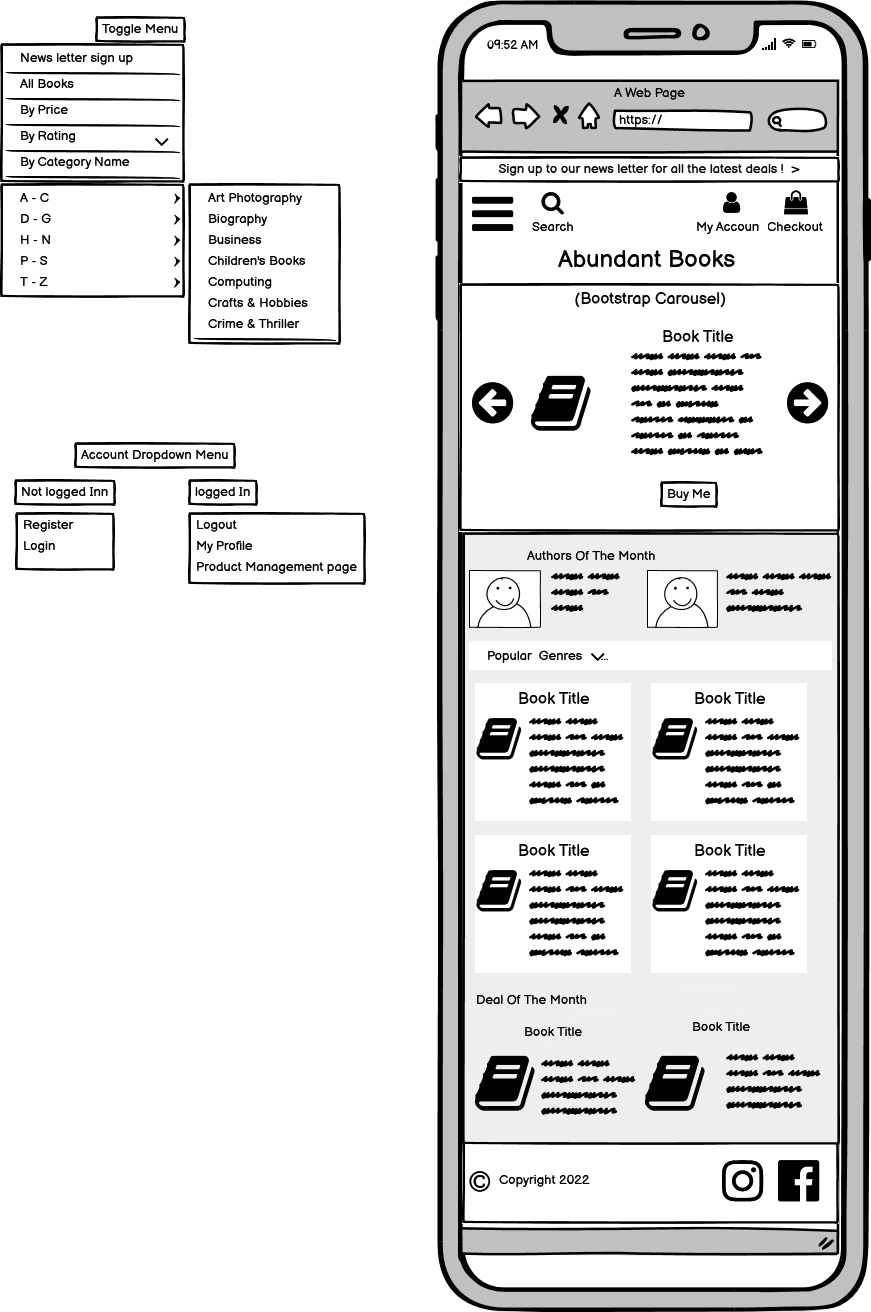 Toggle Menu
News letter sign up
All Books
By Price
By Rating
By Category Name
A - C
D - G
H - N
P - S
T - Z
Art Photography
Biography
Business
Children's Books
Computing
Crafts & Hobbies
Crime & Thriller
Account Dropdown Menu
Not logged Inn
Register
Login
logged In
Logout
My Profile
Product Management page
09:52 AM
A Web Page
https://
Sign up to our news letter for all the latest deals ! >
Search
My Accoun
Checkout
Abundant Books
(Bootstrap Carousel)
Book Title
Buy Me
Authors Of The Month
Popular Genres ...
Book Title
Book Title
Book Title
Book Title
Deal Of The Month
Book Title
Book Title
© Copyright 2022